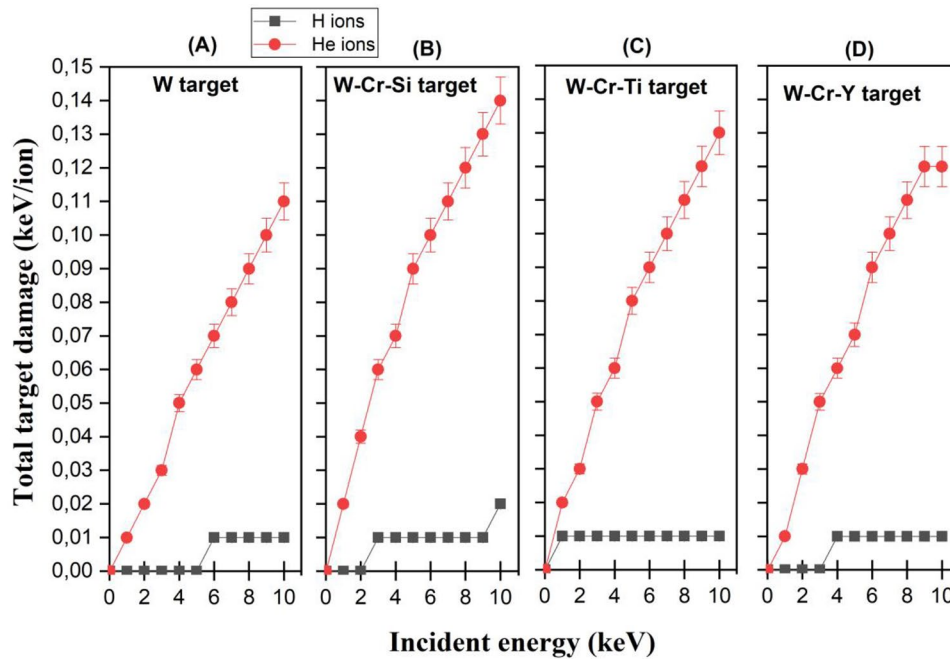 H ions
He ions
(A)
(B)
(C)
(D)
W target
W-Cr-Si target
W-Cr-Ti target
W-Cr-Y target
Total target damage (keV/ion)
0,15
0,14
0,13
0,12
0,11
0,10
0,09
0,08
0,07
0,06
0,05
0,04
0,03
0,02
0,01
0,00
0 2 4 6 8 10 0 2 4 6 8 10 0 2 4 6 8 10 0 2 4 6 8 10
Incident energy (keV)